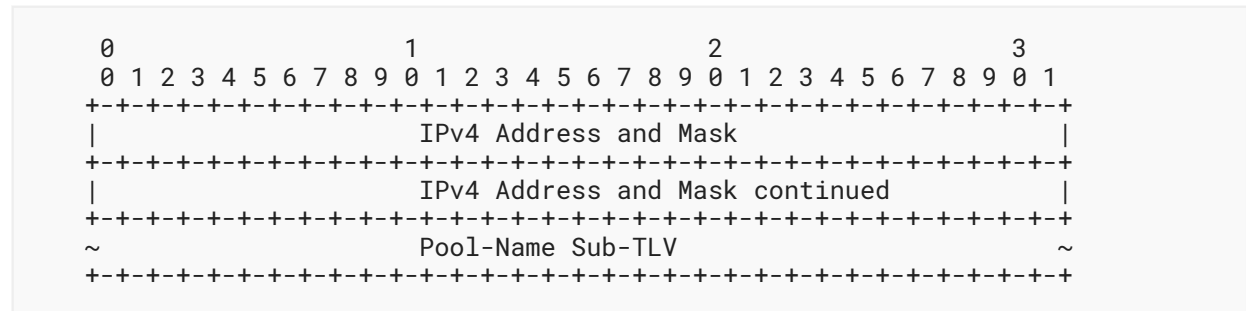 0                   1                   2                   3
 0 1 2 3 4 5 6 7 8 9 0 1 2 3 4 5 6 7 8 9 0 1 2 3 4 5 6 7 8 9 0 1
+-+-+-+-+-+-+-+-+-+-+-+-+-+-+-+-+-+-+-+-+-+-+-+-+-+-+-+-+-+-+-+-+
|                     IPv4 Address and Mask                     |
+-+-+-+-+-+-+-+-+-+-+-+-+-+-+-+-+-+-+-+-+-+-+-+-+-+-+-+-+-+-+-+-+
|                     IPv4 Address and Mask continued           |
+-+-+-+-+-+-+-+-+-+-+-+-+-+-+-+-+-+-+-+-+-+-+-+-+-+-+-+-+-+-+-+-+
~                     Pool-Name Sub-TLV                         ~
+-+-+-+-+-+-+-+-+-+-+-+-+-+-+-+-+-+-+-+-+-+-+-+-+-+-+-+-+-+-+-+-+